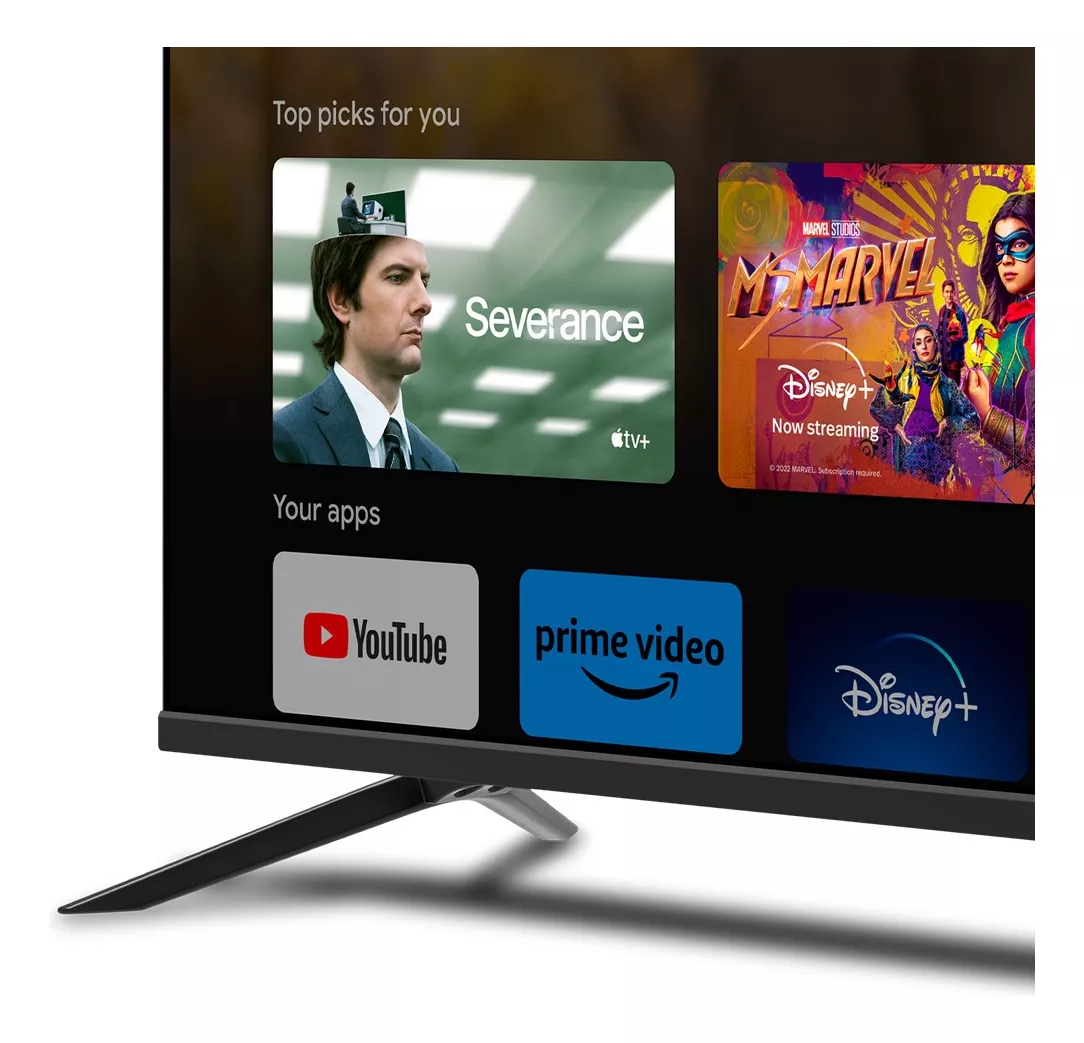 Top picks for you
Severance
tv+
MARVEL STUDIOS
MS MARVEL
Disney+
Now streaming
© 2022 MARVEL. Subscription required.
Your apps
YouTube
prime video
Disney+